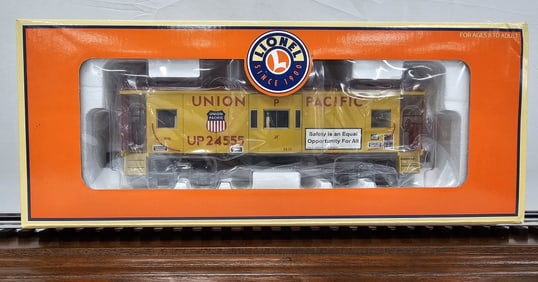 FOR AGES 8 TO ADULT
LIONEL
L
SINCE 1900
UNION P PACIFIC
UNION
PACIFIC
UP 24555
Safety is an Equal
Opportunity For All